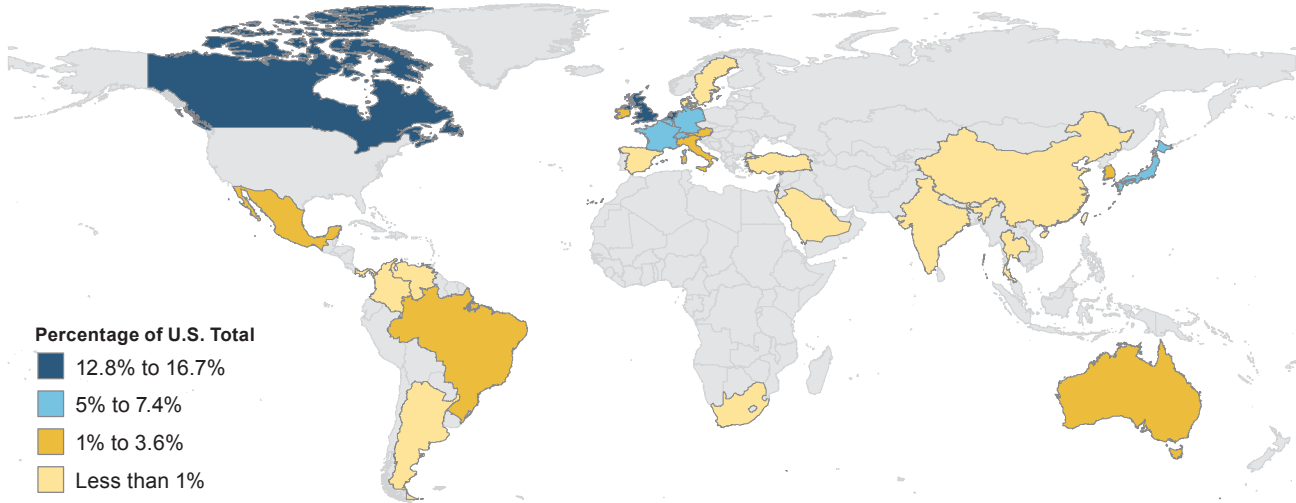 Percentage of U.S. Total
12.8% to 16.7%
5% to 7.4%
1% to 3.6%
Less than 1%